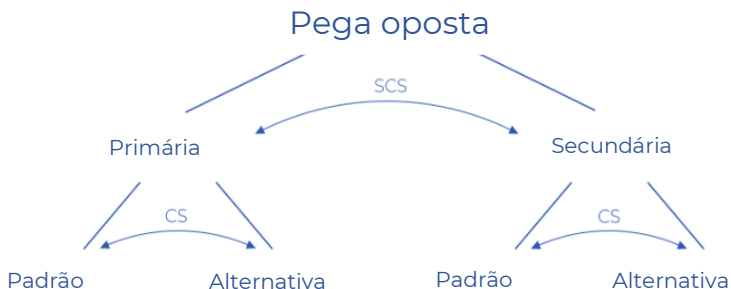 Pega oposta
SCS
Primária
Secundária
CS
CS
Padrão
Alternativa
Padrão
Alternativa